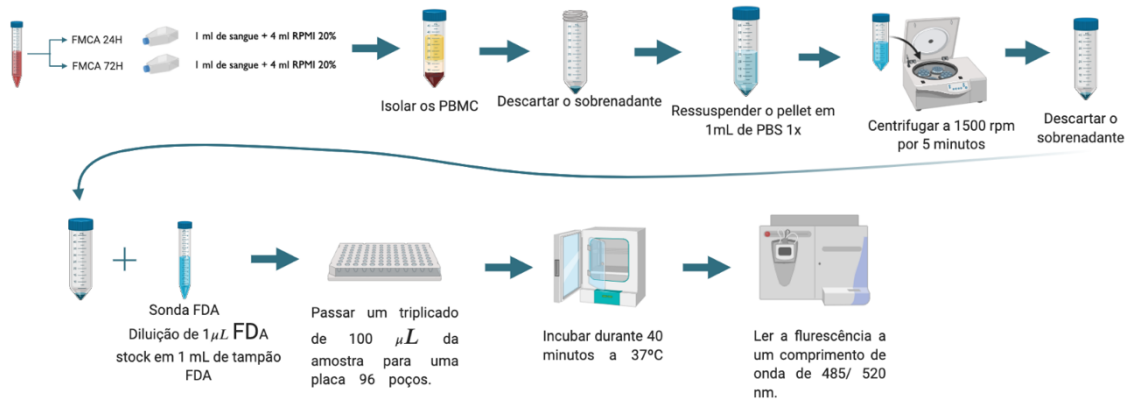 FMCA 24H
1 ml de sangue + 4 ml RPMI 20%
FMCA 72H
1 ml de sangue + 4 ml RPMI 20%
Isolar os PBMC
Descartar o sobrenadante
Ressuspender o pellet em
1mL de PBS 1x
Centrifugar a 1500 rpm
por 5 minutos
Descartar o
sobrenadante
+
Sonda FDA
Diluição de 1μL FDA
stock em 1 mL de tampão
FDA
Passar um triplicado
de 100 μL da
amostra para uma
placa 96 poços.
Incubar durante 40
minutos a 37ºC
Ler a flurescência a
um comprimento de
onda de 485/ 520
nm.